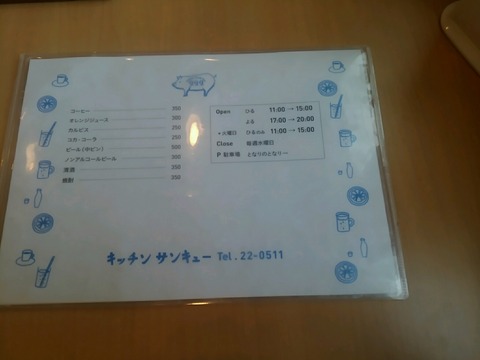 コーヒー 350
オレンジジュース 300
カルピス 250
コカ・コーラ 250
ビール(中ビン) 500
ノンアルコールビール 350
清酒 350
焼酎 350
Open ひる 11:00 → 15:00
よる 17:00 → 20:00
•火曜日 ひるのみ 11:00 → 15:00
Close 毎週水曜日
P 駐車場 となりのとなり→
キッチン サンキュー Tel. 22-0511